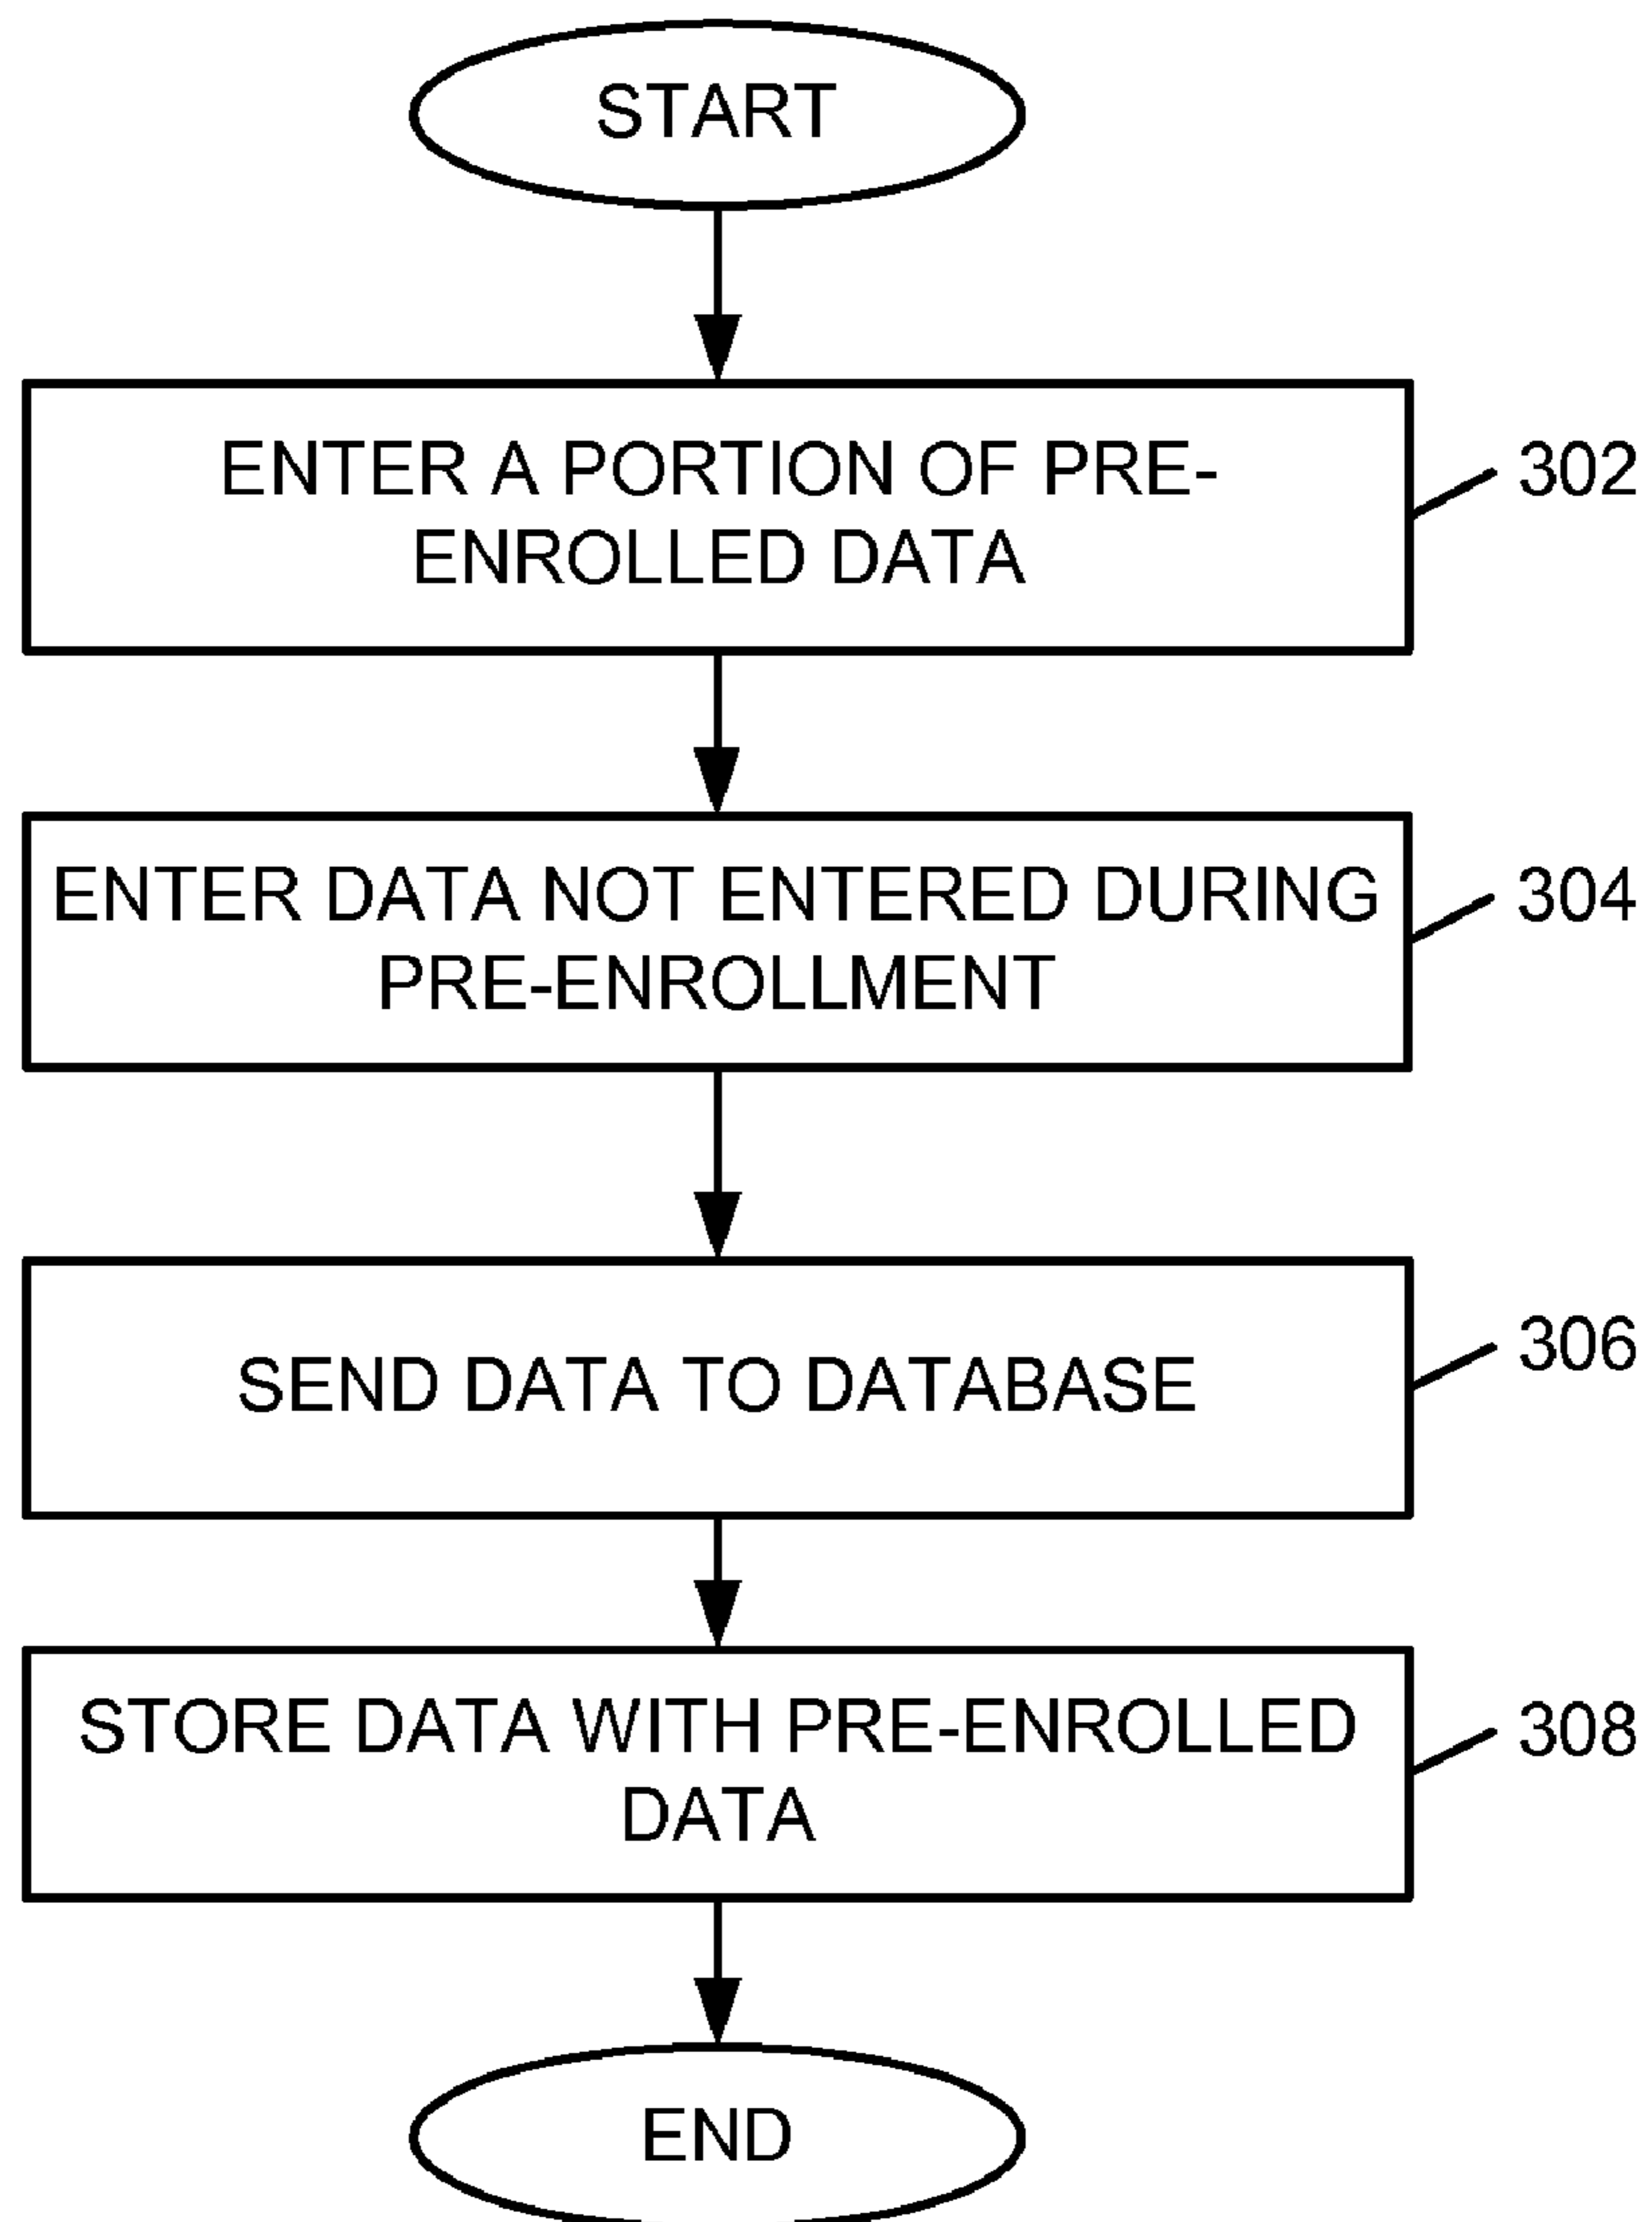 START
ENTER A PORTION OF PRE-
ENROLLED DATA
302
ENTER DATA NOT ENTERED DURING
PRE-ENROLLMENT
304
SEND DATA TO DATABASE
306
STORE DATA WITH PRE-ENROLLED
DATA
308
END